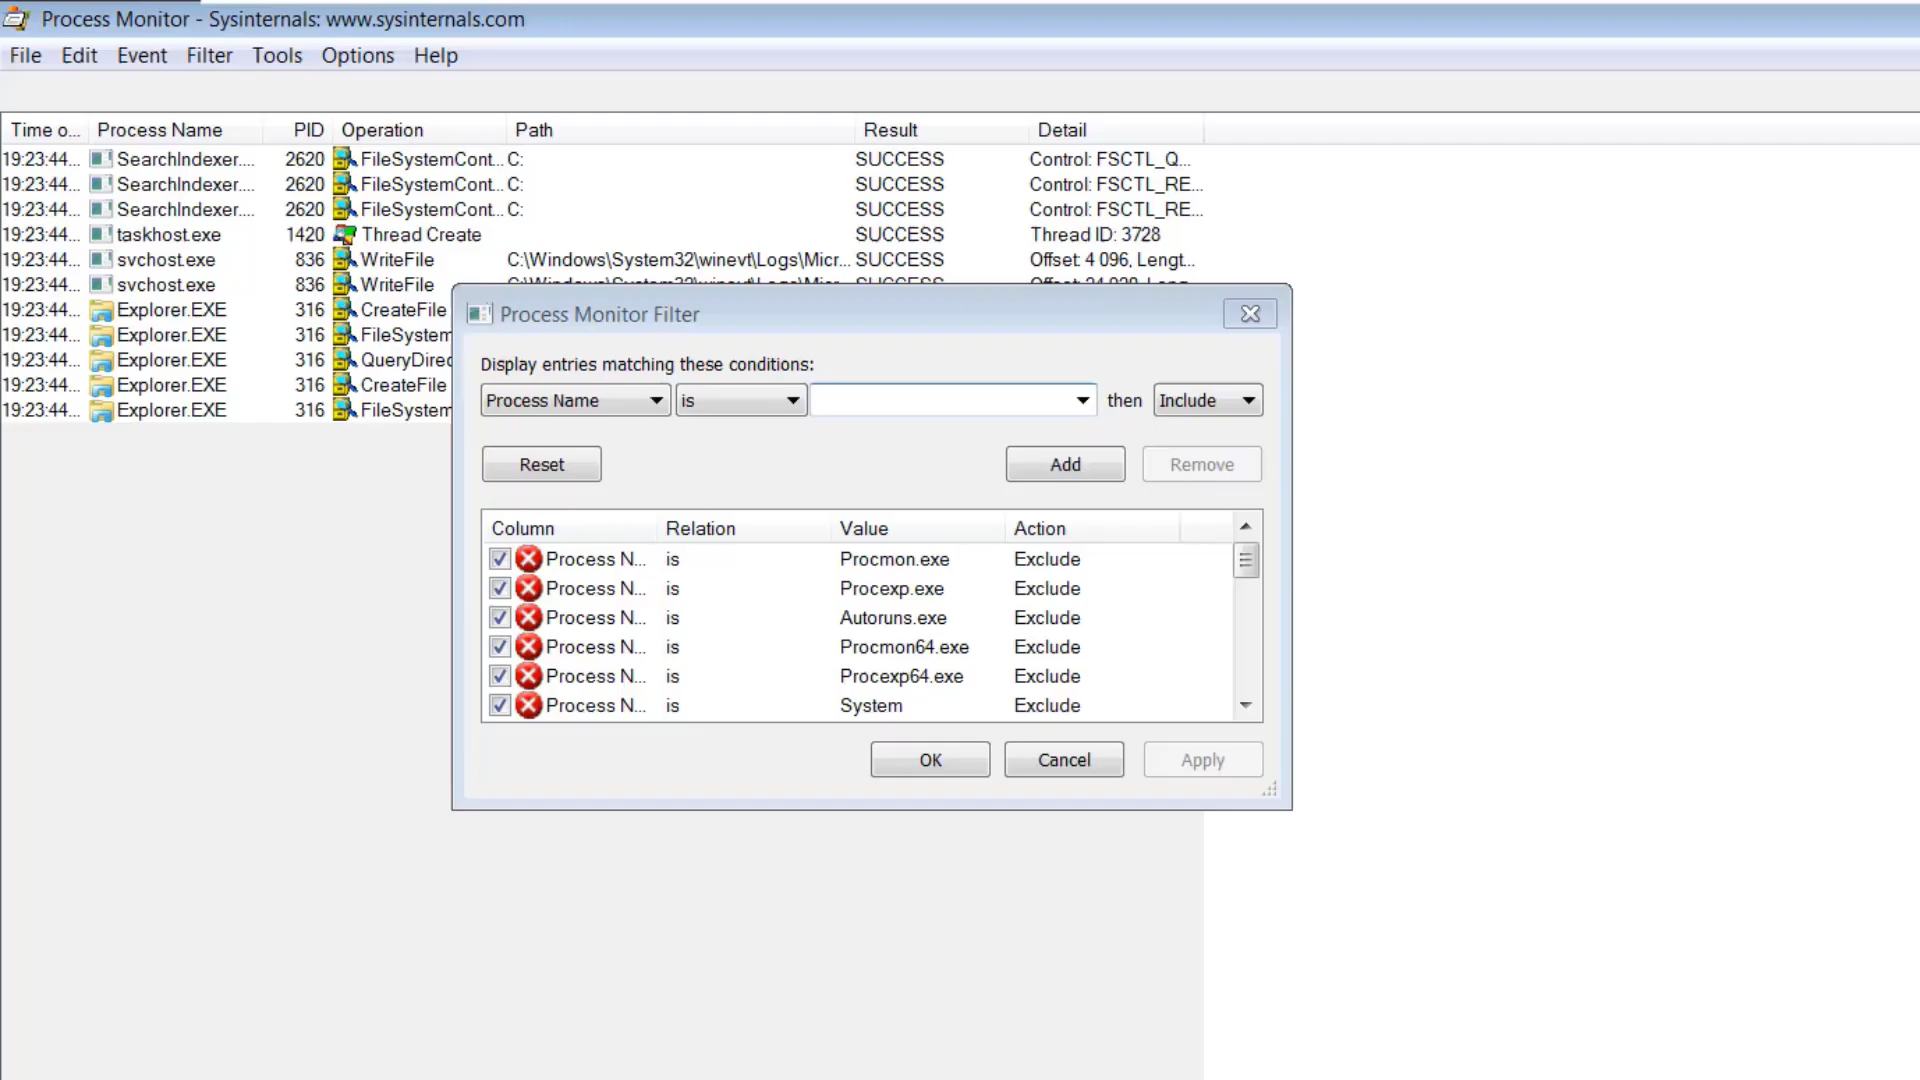 Process Monitor - Sysinternals: www.sysinternals.com
File Edit Event Filter Tools Options Help
Time o... Process Name PID Operation Path Result Detail
19:23:44... SearchIndexer.... 2620 FileSystemCont... C: SUCCESS Control: FSCTL_Q...
19:23:44... SearchIndexer.... 2620 FileSystemCont... C: SUCCESS Control: FSCTL_RE...
19:23:44... SearchIndexer.... 2620 FileSystemCont... C: SUCCESS Control: FSCTL_RE...
19:23:44... taskhost.exe 1420 Thread Create SUCCESS Thread ID: 3728
19:23:44... svchost.exe 836 WriteFile C:\Windows\System32\winevt\Logs\Micr... SUCCESS Offset: 4 096, Lengt...
19:23:44... svchost.exe 836 WriteFile
19:23:44... Explorer.EXE 316 CreateFile
19:23:44... Explorer.EXE 316 FileSystem
19:23:44... Explorer.EXE 316 QueryDirec
19:23:44... Explorer.EXE 316 CreateFile
19:23:44... Explorer.EXE 316 FileSystem
Process Monitor Filter
Display entries matching these conditions:
Process Name is then Include
Reset Add Remove
Column Relation Value Action
Process N... is Procmon.exe Exclude
Process N... is Procexp.exe Exclude
Process N... is Autoruns.exe Exclude
Process N... is Procmon64.exe Exclude
Process N... is Procexp64.exe Exclude
Process N... is System Exclude
OK Cancel Apply